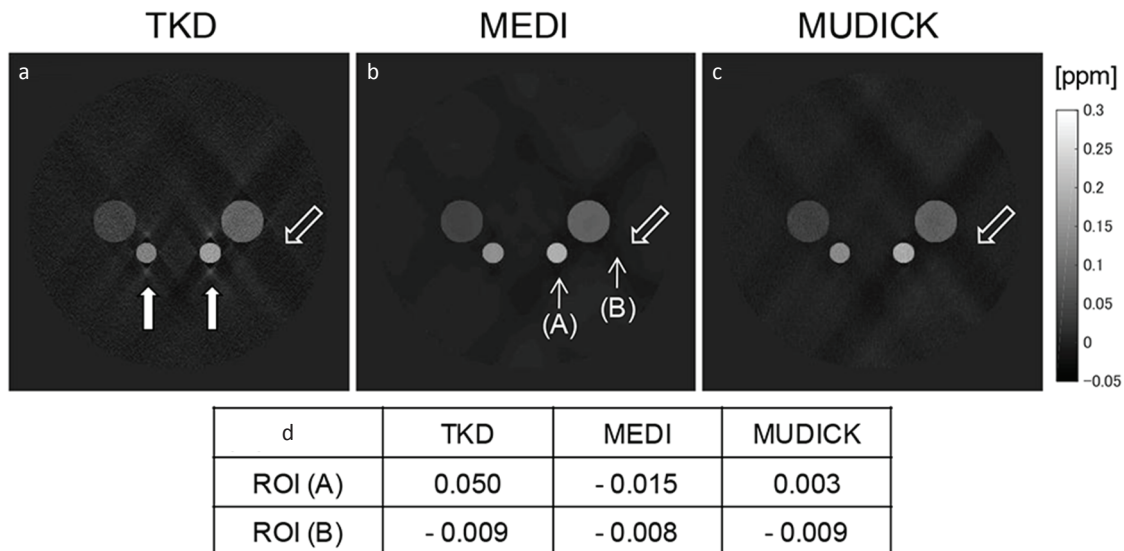 TKD MEDI MUDICK
a b c
[ppm]
0.3
0.25
0.2
0.15
0.1
0.05
0
−0.05
(A) (B)
d TKD MEDI MUDICK
ROI (A) 0.050 - 0.015 0.003
ROI (B) - 0.009 - 0.008 - 0.009